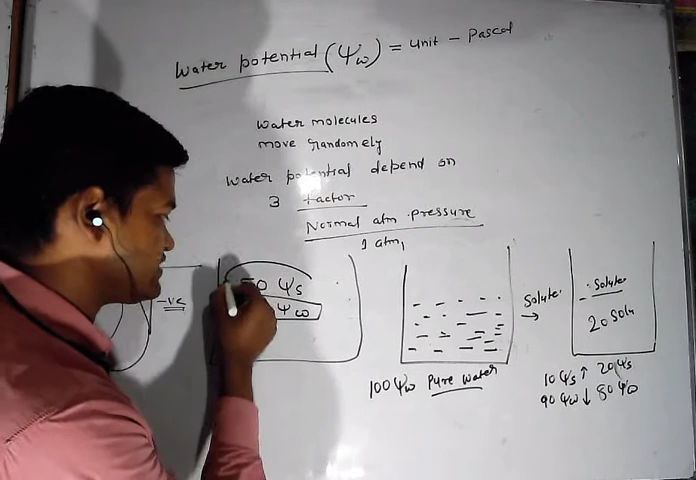 Water potential (Ψw) = unit - Pascal
Water molecules
move randomely
Water potential depend on
3 factor
Normal atm. pressure
1 atm,
-ve
Ψs
Ψw
100 Ψw Pure water
Solute
→
Solute
20 Solu
10 Ψs ↑ 20 Ψs
90 Ψw ↓ 80 Ψw